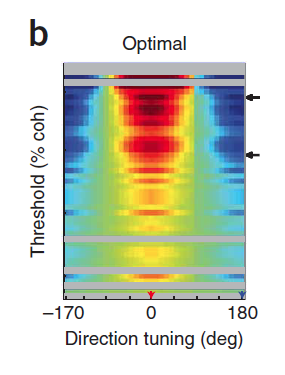 b
Optimal
Threshold (% coh)
−170 0 180
Direction tuning (deg)